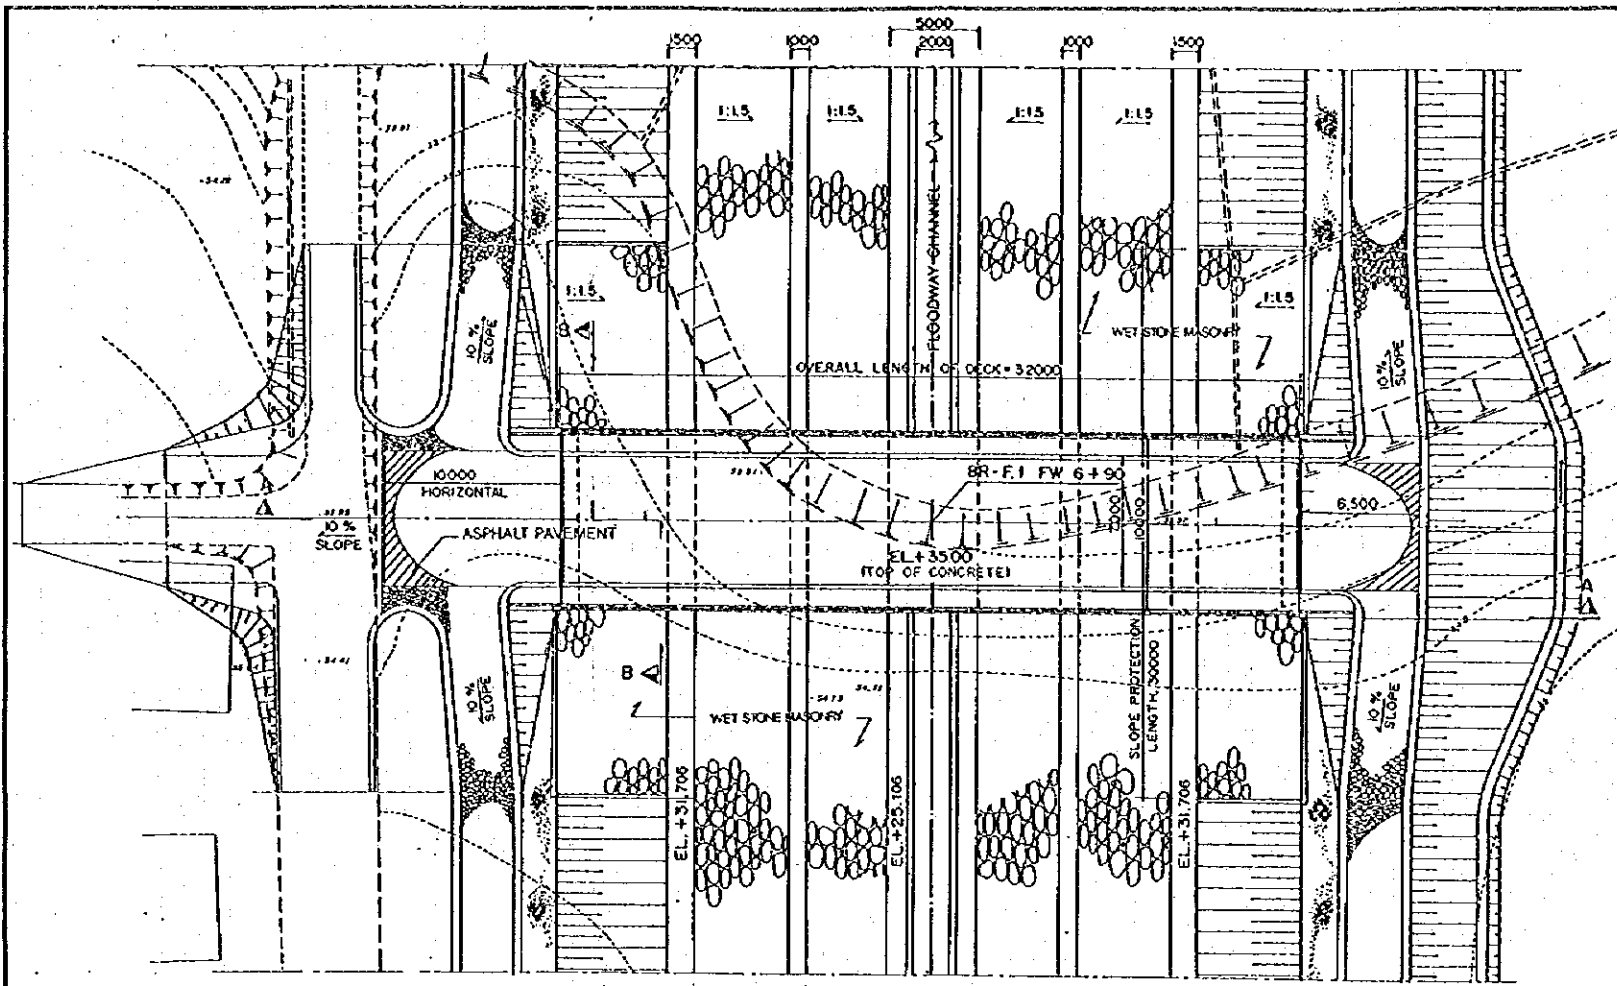 5000
1500
1000
2000
1000
1500
1:1.5
1:1.5
1:1.5
1:1.5
FLOODWAY CHANNEL
1:1.5
1:1.5
B
WET STONE MASONRY
10 %
SLOPE
10 %
SLOPE
OVERALL LENGTH OF DECK = 32000
10000
HORIZONTAL
BR-F.1 FW 6+90
6,500
10000
A
10 %
SLOPE
ASPHALT PAVEMENT
EL.+35.00
(TOP OF CONCRETE)
A
B
10 %
SLOPE
WET STONE MASONRY
SLOPE PROTECTION
LENGTH, 30000
10 %
SLOPE
EL.+31.706
EL.+25.106
EL.+31.706